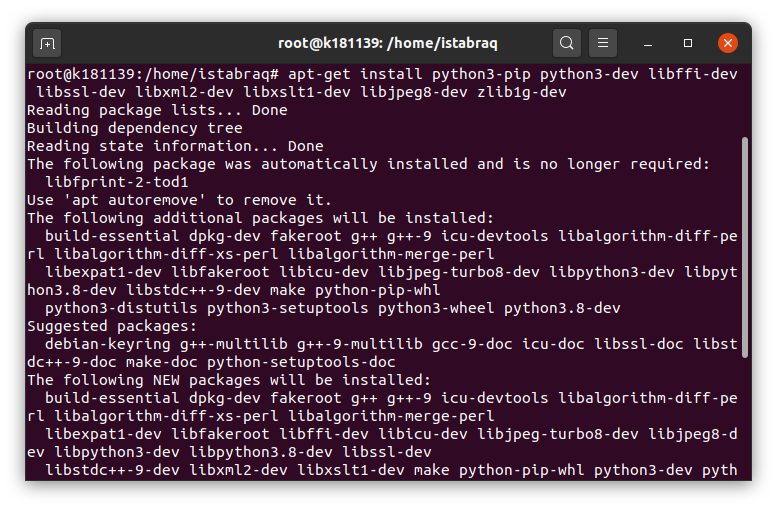 root@k181139: /home/istabraq
root@k181139:/home/istabraq# apt-get install python3-pip python3-dev libffi-dev
libssl-dev libxml2-dev libxslt1-dev libjpeg8-dev zlib1g-dev
Reading package lists... Done
Building dependency tree
Reading state information... Done
The following package was automatically installed and is no longer required:
libfprint-2-tod1
Use 'apt autoremove' to remove it.
The following additional packages will be installed:
build-essential dpkg-dev fakeroot g++ g++-9 icu-devtools libalgorithm-diff-pe
rl libalgorithm-diff-xs-perl libalgorithm-merge-perl
libexpat1-dev libfakeroot libicu-dev libjpeg-turbo8-dev libpython3-dev libpyt
hon3.8-dev libstdc++-9-dev make python-pip-whl
python3-distutils python3-setuptools python3-wheel python3.8-dev
Suggested packages:
debian-keyring g++-multilib g++-9-multilib gcc-9-doc icu-doc libssl-doc libst
dc++-9-doc make-doc python-setuptools-doc
The following NEW packages will be installed:
build-essential dpkg-dev fakeroot g++ g++-9 icu-devtools libalgorithm-diff-pe
rl libalgorithm-diff-xs-perl libalgorithm-merge-perl
libexpat1-dev libfakeroot libffi-dev libicu-dev libjpeg-turbo8-dev libjpeg8-d
ev libpython3-dev libpython3.8-dev libssl-dev
libstdc++-9-dev libxml2-dev libxslt1-dev make python-pip-whl python3-dev pyth